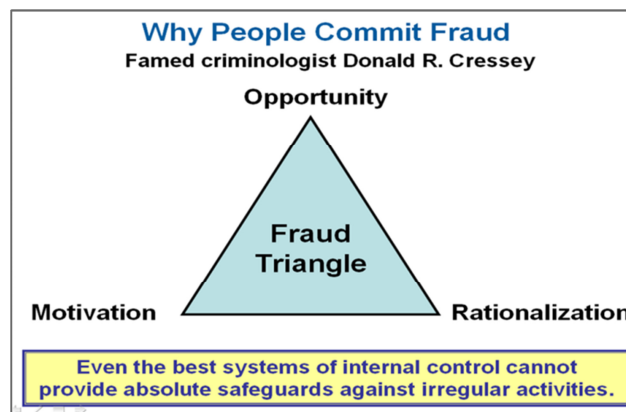 Why People Commit Fraud
Famed criminologist Donald R. Cressey
Opportunity
Fraud
Triangle
Motivation
Rationalization
Even the best systems of internal control cannot
provide absolute safeguards against irregular activities.